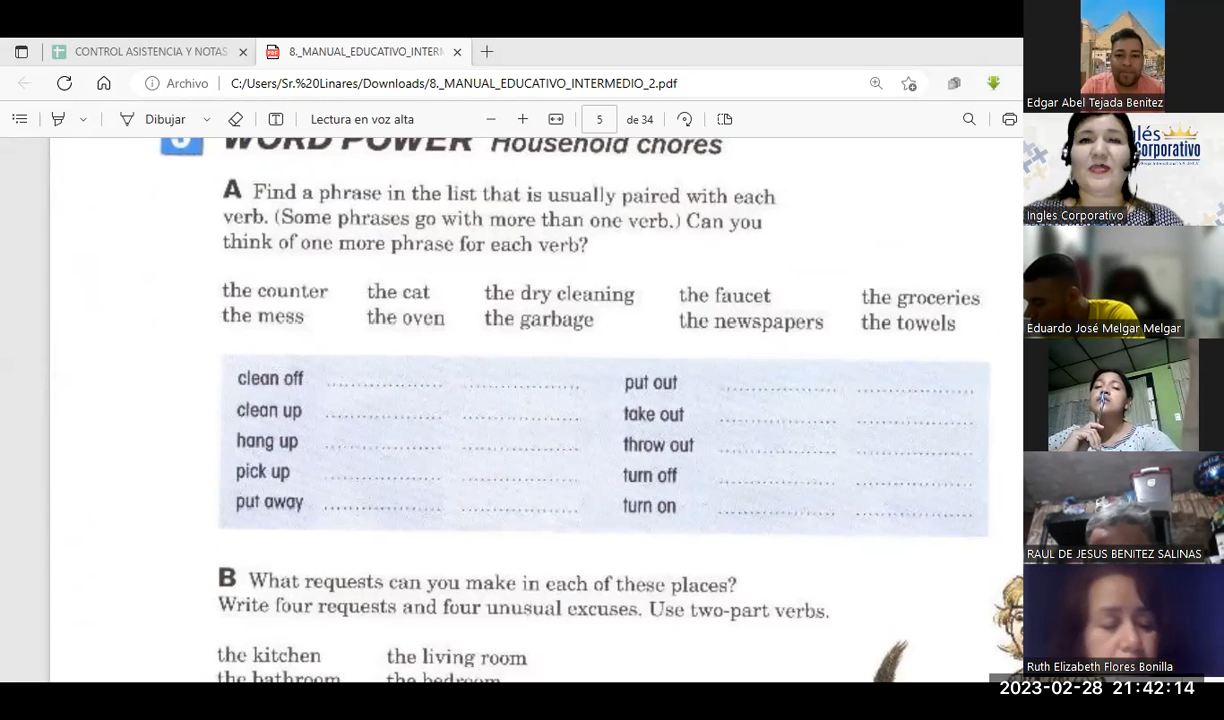 CONTROL ASISTENCIA Y NOTAS
8._MANUAL_EDUCATIVO_INTERM
Archivo
C:/Users/Sr.%20Linares/Downloads/8._MANUAL_EDUCATIVO_INTERMEDIO_2.pdf
Dibujar
Lectura en voz alta
5
de 34
WORD POWER Household chores
A Find a phrase in the list that is usually paired with each
verb. (Some phrases go with more than one verb.) Can you
think of one more phrase for each verb?
the counter the cat the dry cleaning the faucet the groceries
the mess the oven the garbage the newspapers the towels
clean off put out
clean up take out
hang up throw out
pick up turn off
put away turn on
B What requests can you make in each of these places?
Write four requests and four unusual excuses. Use two-part verbs.
the kitchen the living room
the bathroom the bedroom
Edgar Abel Tejada Benitez
lés
Corporativo
Ingles Corporativo
Eduardo José Melgar Melgar
RAUL DE JESUS BENITEZ SALINAS
Ruth Elizabeth Flores Bonilla
2023-02-28 21:42:14